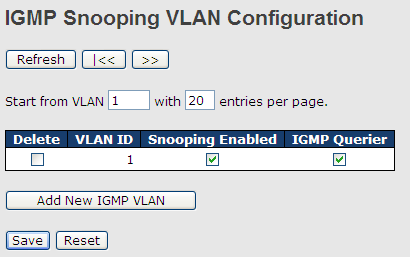 IGMP Snooping VLAN Configuration
Refresh |<< >>
Start from VLAN 1 with 20 entries per page.
Delete VLAN ID Snooping Enabled IGMP Querier
1
Add New IGMP VLAN
Save Reset